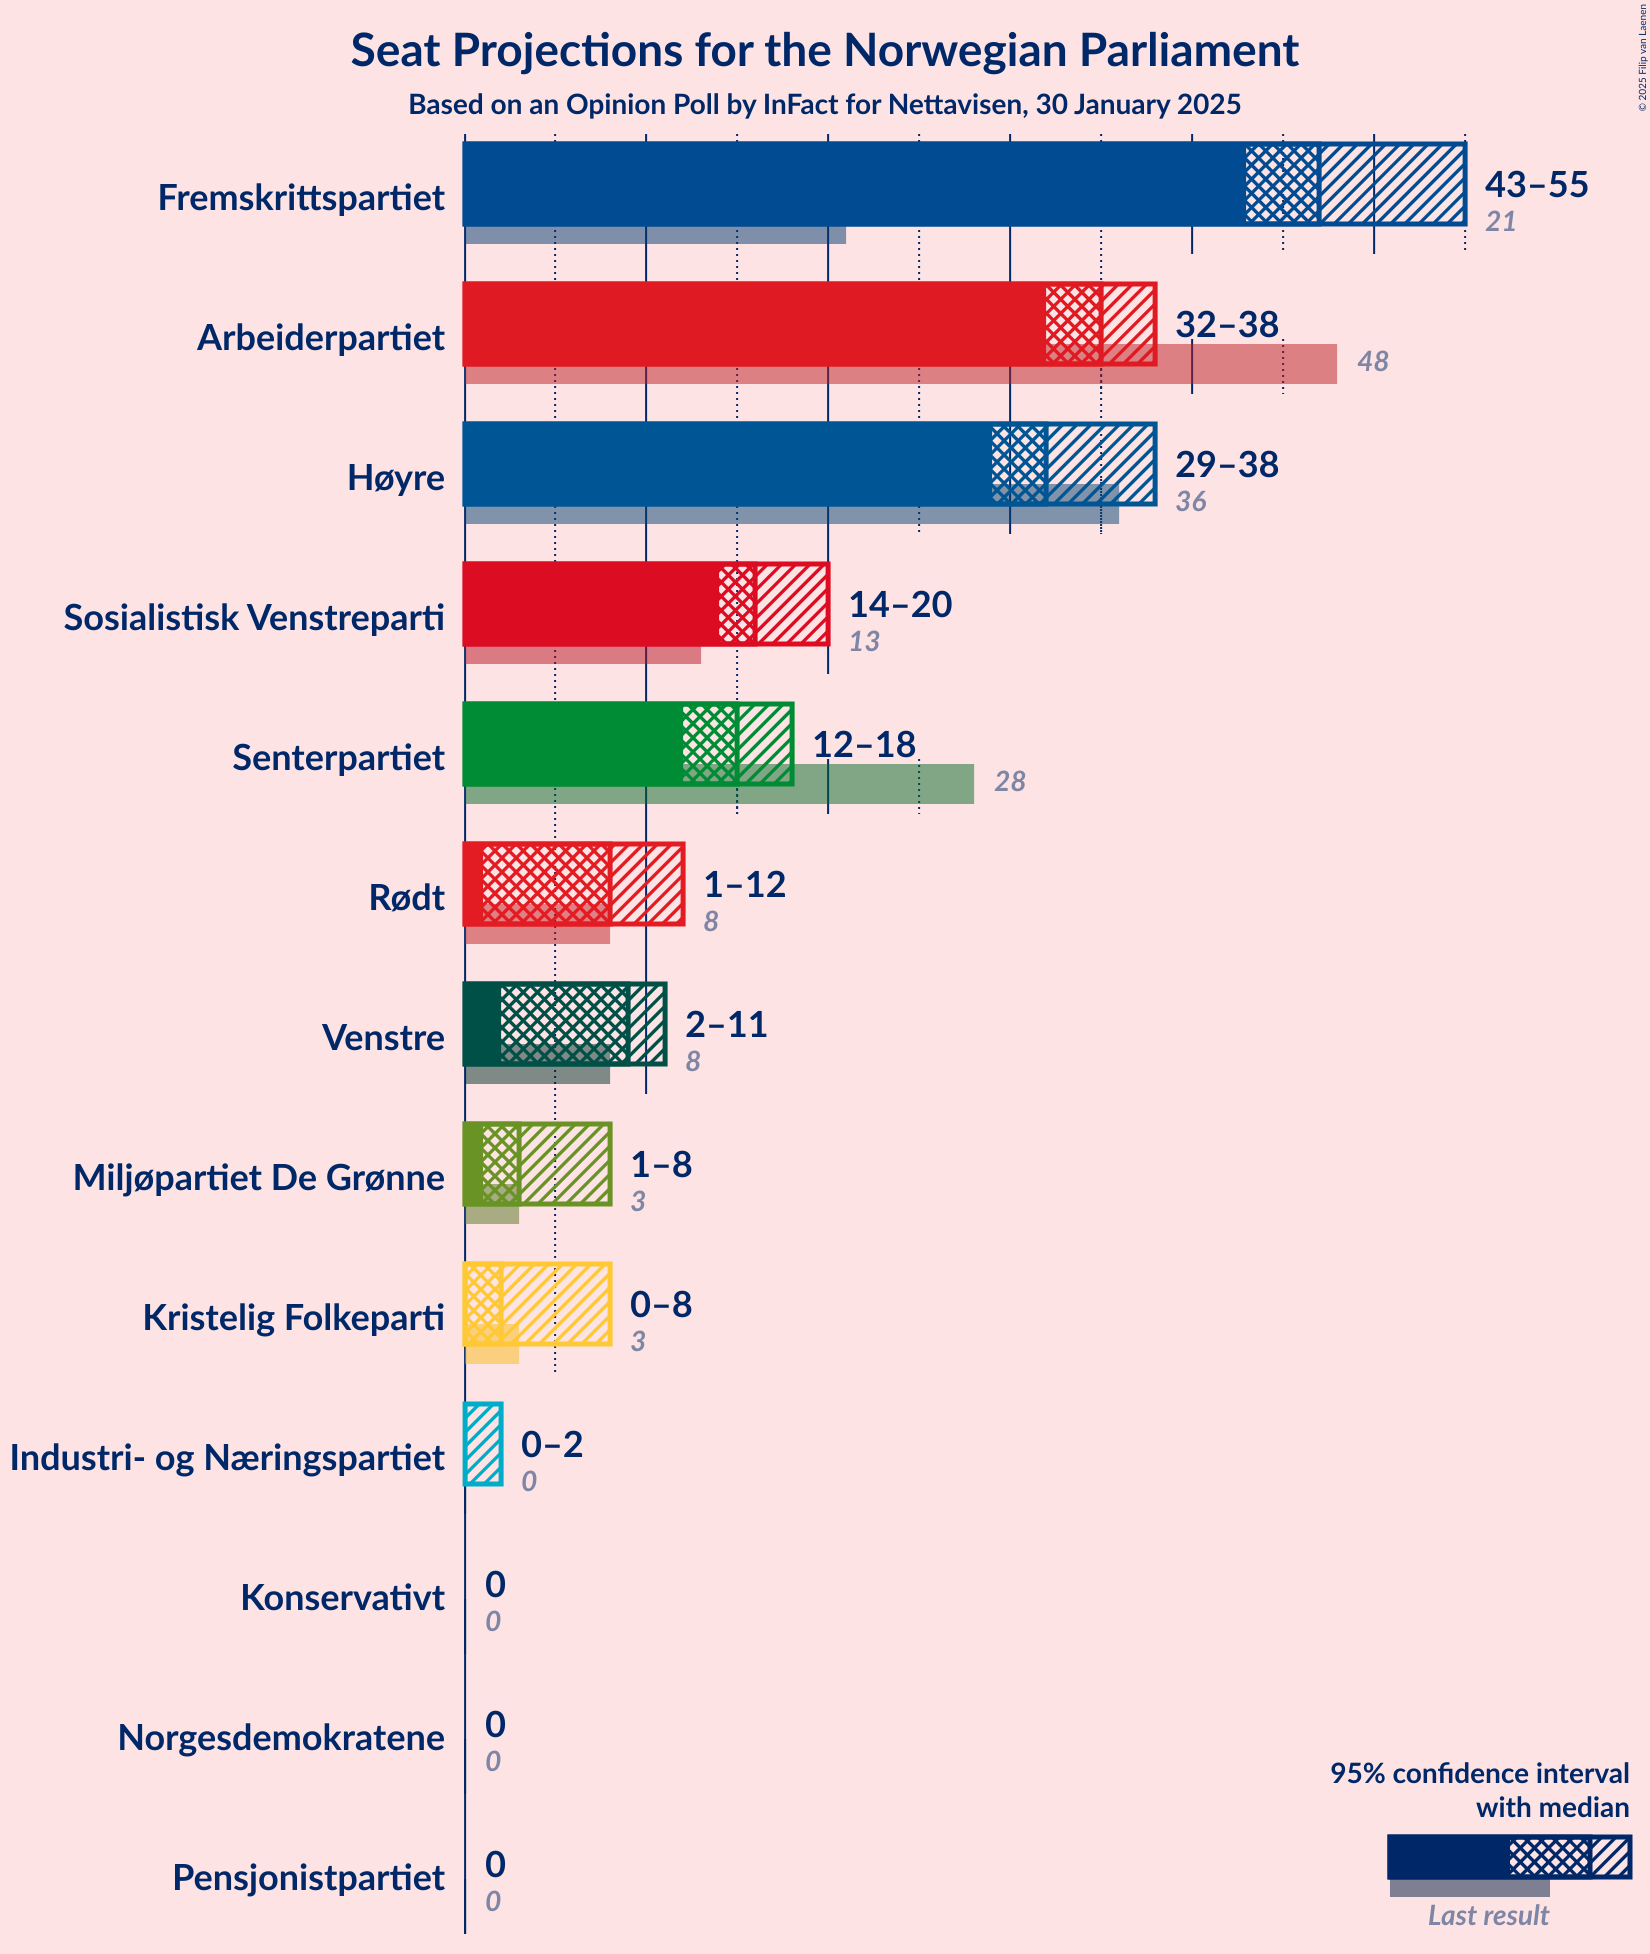 Seat Projections for the Norwegian Parliament
Based on an Opinion Poll by InFact for Nettavisen, 30 January 2025
© 2025 Filip van Laenen
Fremskrittspartiet
43–55
21
Arbeiderpartiet
32–38
48
Høyre
29–38
36
Sosialistisk Venstreparti
14–20
13
Senterpartiet
12–18
28
Rødt
1–12
8
Venstre
2–11
8
Miljøpartiet De Grønne
1–8
3
Kristelig Folkeparti
0–8
3
Industri- og Næringspartiet
0–2
0
Konservativt
0
0
Norgesdemokratene
0
0
Pensjonistpartiet
0
0
95% confidence interval
with median
Last result